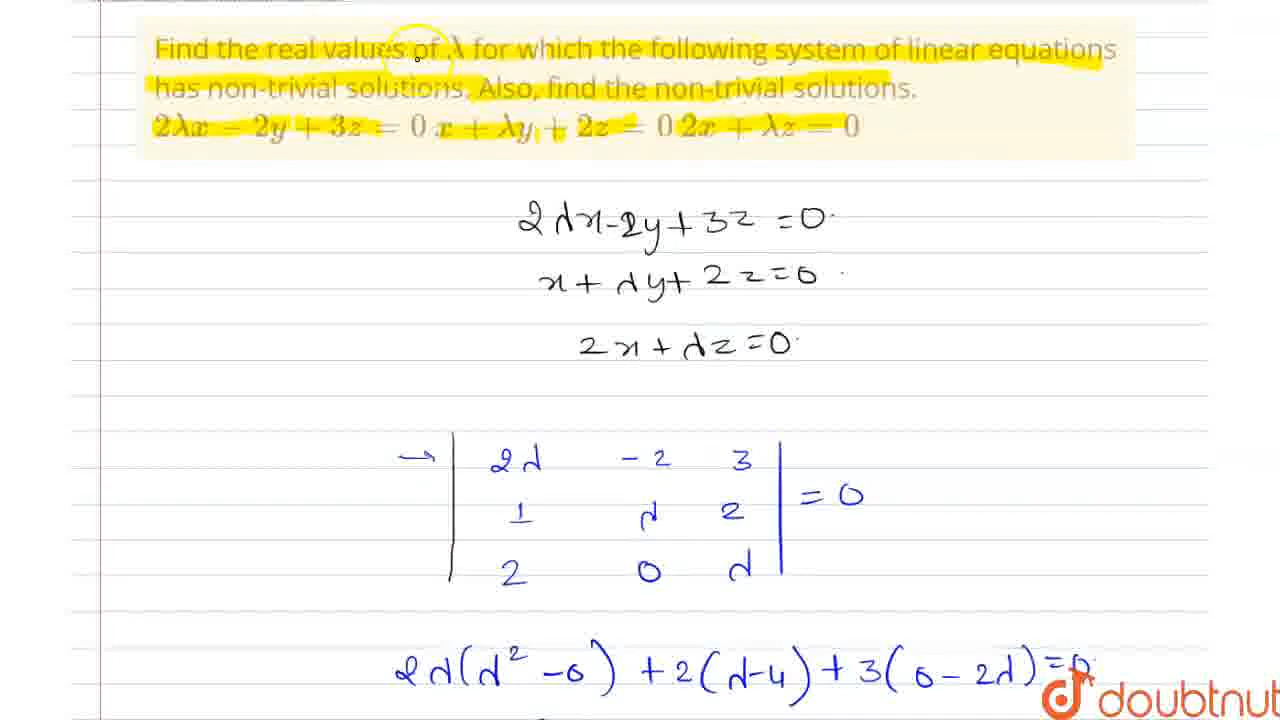 Find the real values of λ for which the following system of linear equations
has non-trivial solutions. Also, find the non-trivial solutions.
2λx − 2y + 3z = 0 x + λy + 2z = 0 2x + λz = 0
2λx-2y+3z=0.
x+λy+2z=0.
2x+λz=0.
→ | 2λ -2 3 |
| 1 λ 2 | = 0
| 2 0 λ |
2λ(λ²-0)+2(λ-4)+3(0-2λ)=0.
doubtnut